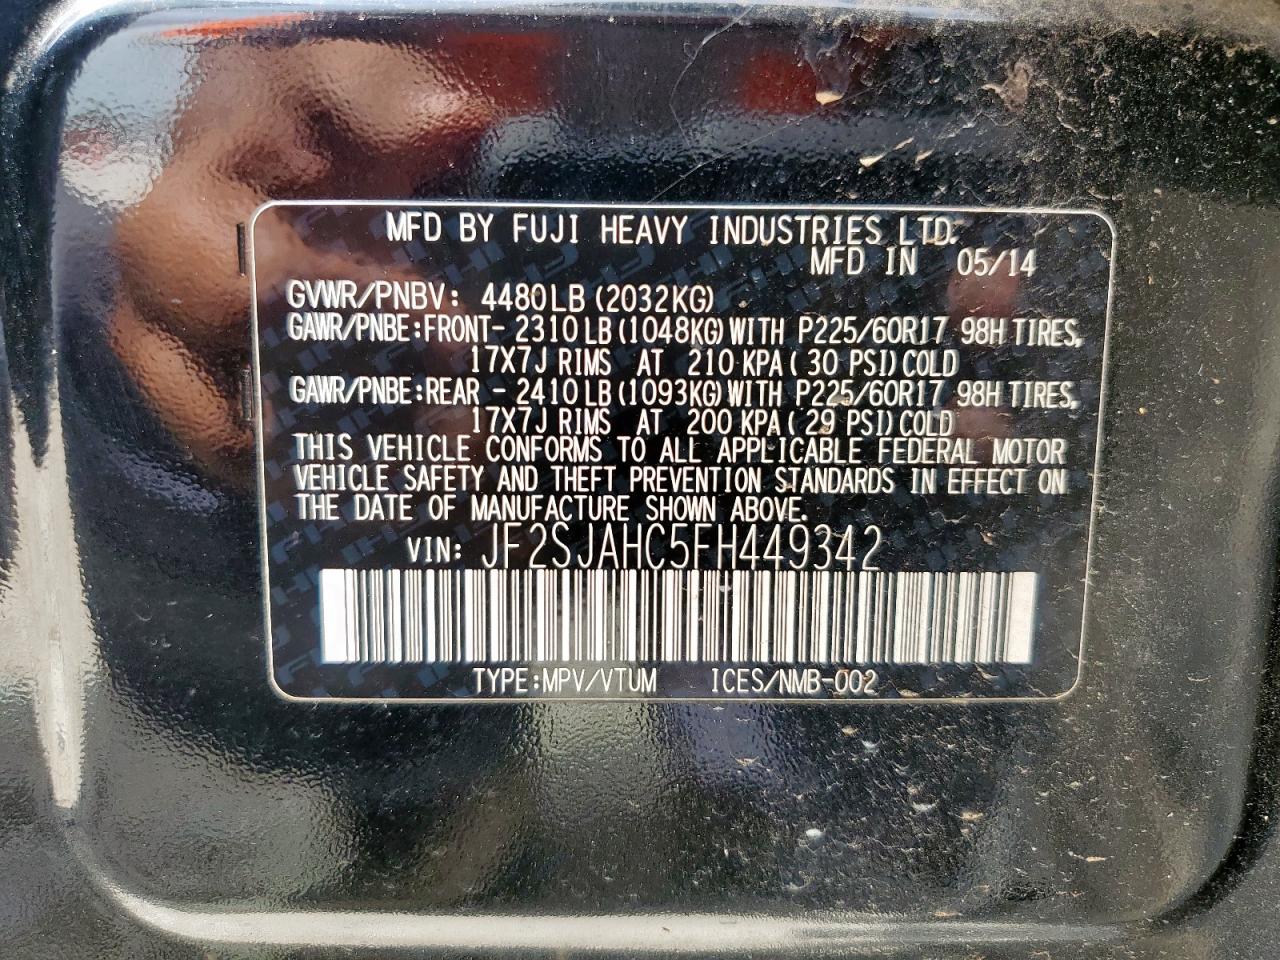 MFD BY FUJI HEAVY INDUSTRIES LTD.
MFD IN 05/14
GVWR/PNBV: 4480LB (2032KG)
GAWR/PNBE:FRONT- 2310 LB (1048KG) WITH P225/60R17 98H TIRES,
17X7J RIMS AT 210 KPA ( 30 PSI) COLD
GAWR/PNBE:REAR - 2410 LB (1093KG) WITH P225/60R17 98H TIRES,
17X7J RIMS AT 200 KPA (29 PSI) COLD
THIS VEHICLE CONFORMS TO ALL APPLICABLE FEDERAL MOTOR
VEHICLE SAFETY AND THEFT PREVENTION STANDARDS IN EFFECT ON
THE DATE OF MANUFACTURE SHOWN ABOVE.
VIN: JF2SJAHC5FH449342
TYPE:MPV/VTUM ICES/NMB-002